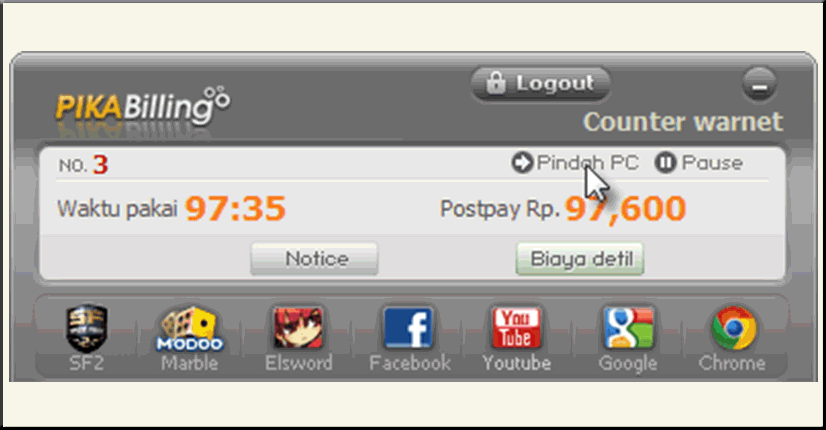 Logout
PIKABilling
Counter warnet
NO. 3
Pindah PC
Pause
Waktu pakai 97:35
Postpay Rp. 97,600
Notice
Biaya detil
SF
2
MODOO
You
Tube
SF2
Marble
Elsword
Facebook
Youtube
Google
Chrome